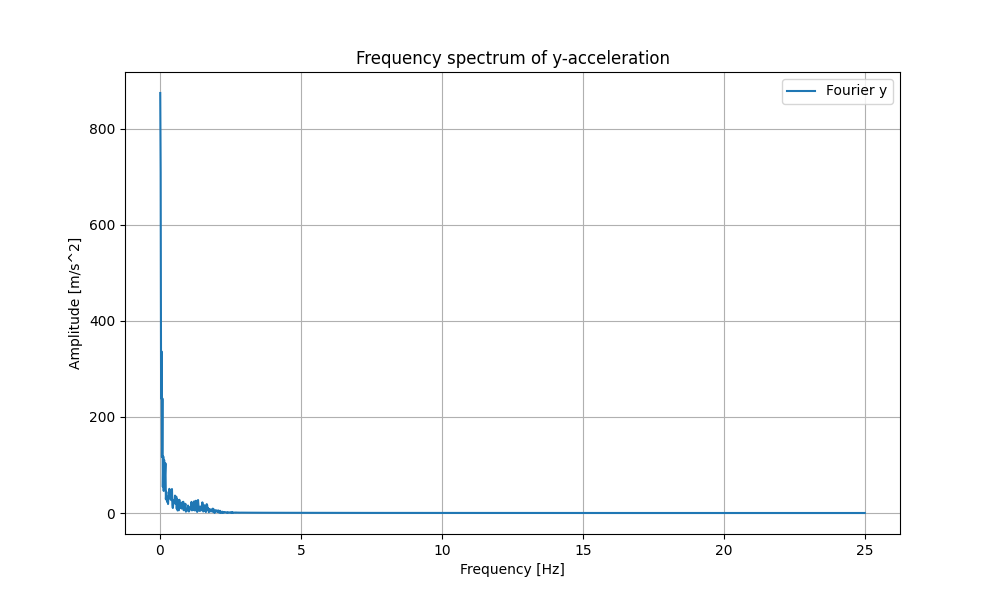 Frequency spectrum of y-acceleration
Fourier y
800
600
400
200
0
Amplitude [m/s^2]
0 5 10 15 20 25
Frequency [Hz]